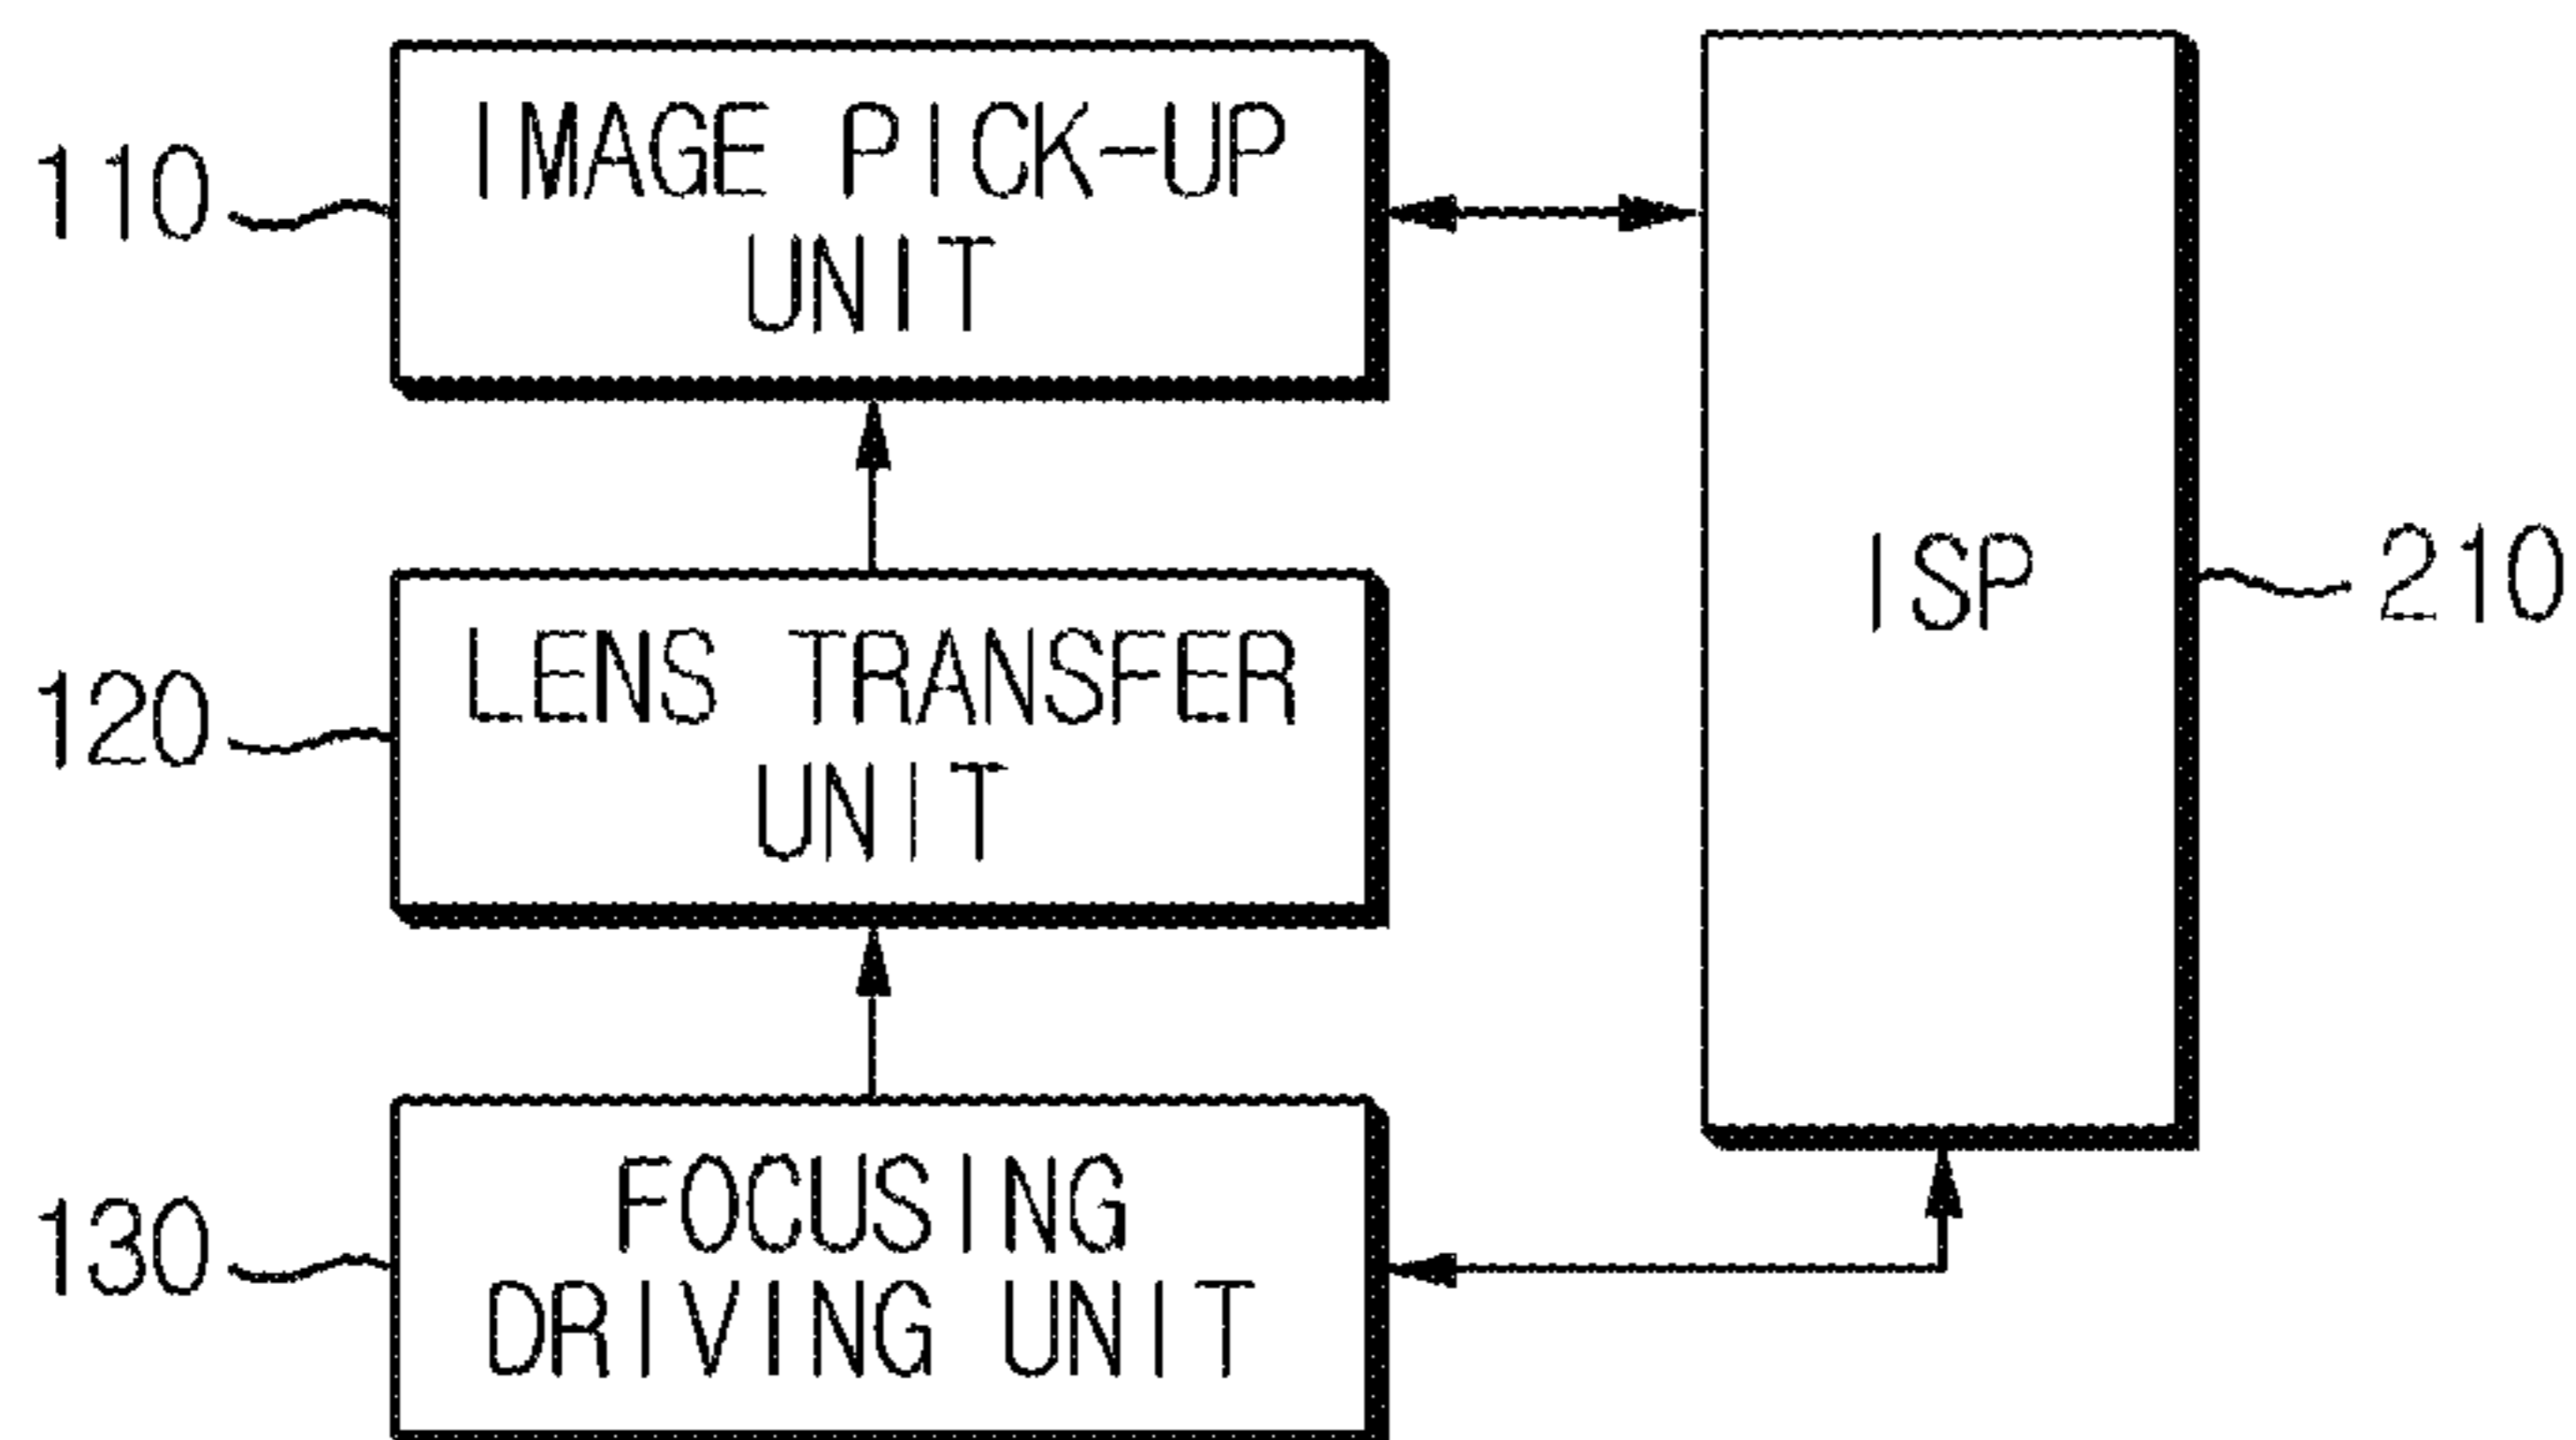 110
IMAGE PICK-UP
UNIT
120
LENS TRANSFER
UNIT
130
FOCUSING
DRIVING UNIT
ISP
210